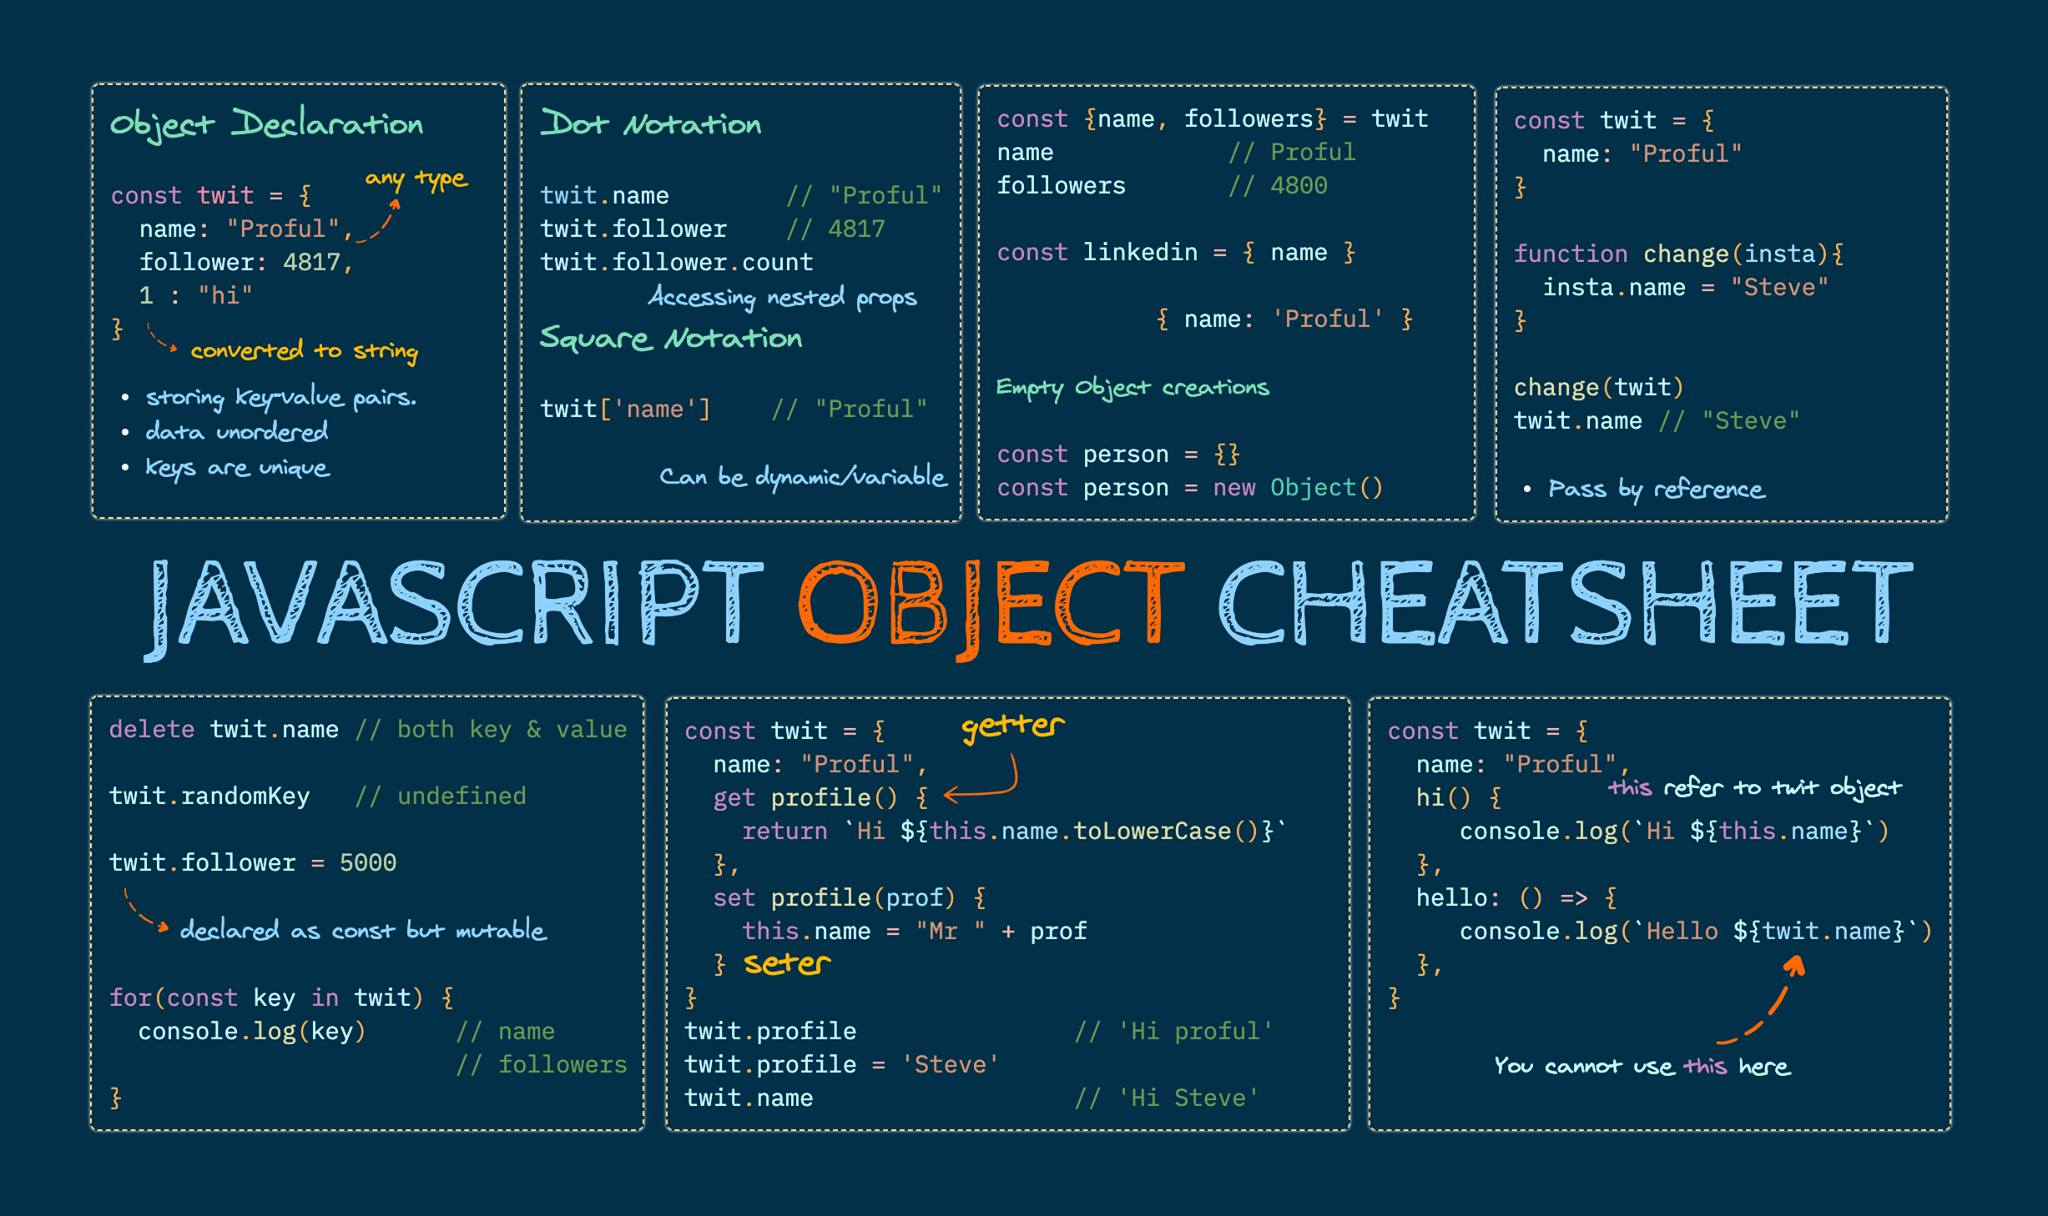 Object Declaration
any type
const twit = {
  name: "Proful",
  follower: 4817,
  1 : "hi"
}
converted to string
• storing key-value pairs.
• data unordered
• keys are unique
Dot Notation
twit.name        // "Proful"
twit.follower    // 4817
twit.follower.count
Accessing nested props
Square Notation
twit['name']    // "Proful"
Can be dynamic/variable
const {name, followers} = twit
name            // Proful
followers       // 4800
const linkedin = { name }
{ name: 'Proful' }
Empty Object creations
const person = {}
const person = new Object()
const twit = {
  name: "Proful"
}
function change(insta){
  insta.name = "Steve"
}
change(twit)
twit.name // "Steve"
• Pass by reference
JAVASCRIPT OBJECT CHEATSHEET
delete twit.name // both key & value
twit.randomKey   // undefined
twit.follower = 5000
declared as const but mutable
for(const key in twit) {
  console.log(key)      // name
                        // followers
}
const twit = {
getter
  name: "Proful",
  get profile() {
    return `Hi ${this.name.toLowerCase()}`
  },
  set profile(prof) {
    this.name = "Mr " + prof
  } seter
}
twit.profile               // 'Hi proful'
twit.profile = 'Steve'
twit.name                  // 'Hi Steve'
const twit = {
  name: "Proful",
this refer to twit object
  hi() {
     console.log(`Hi ${this.name}`)
  },
  hello: () => {
     console.log(`Hello ${twit.name}`)
  },
}
You cannot use this here